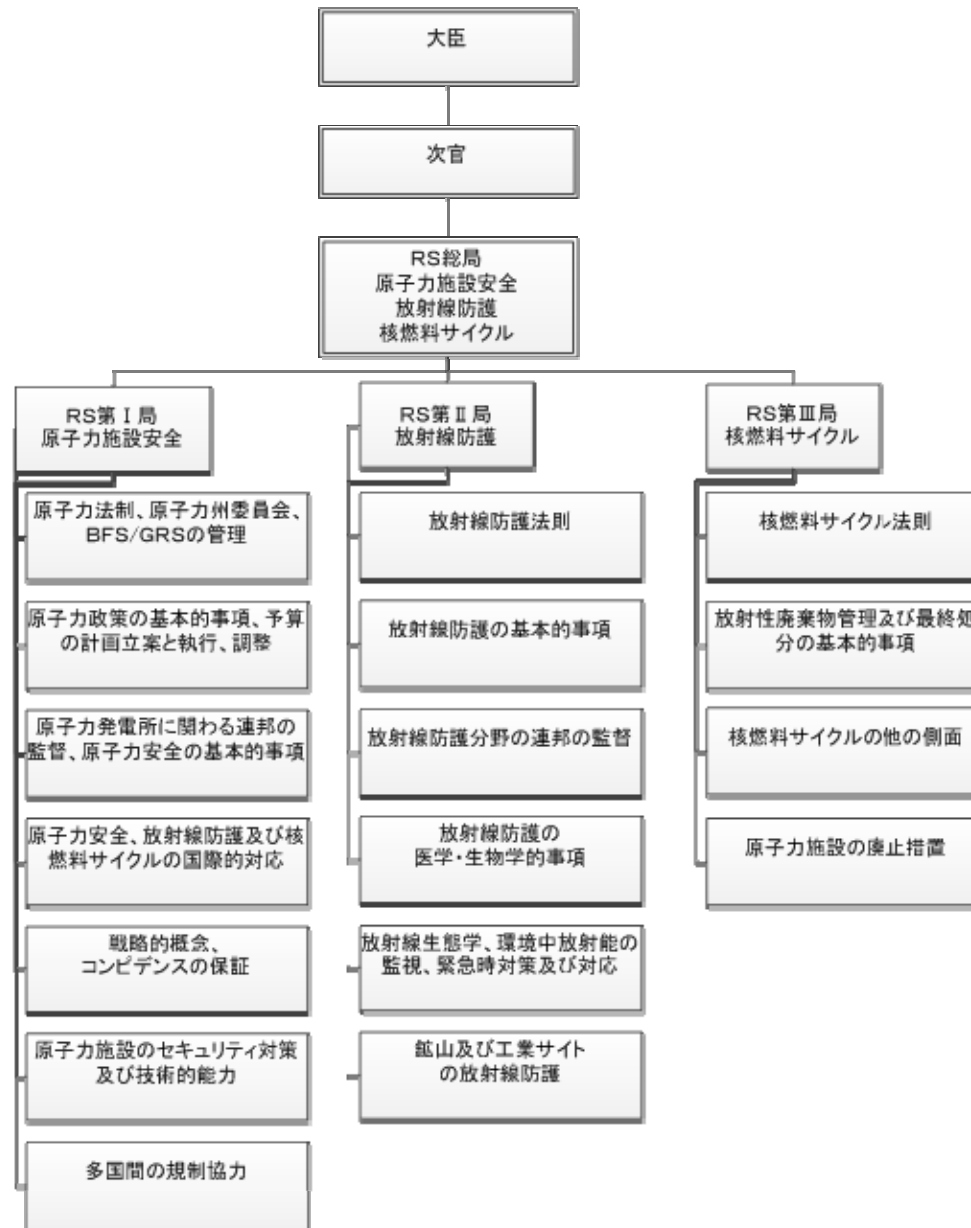 大臣
次官
RS総局
原子力施設安全
放射線防護
核燃料サイクル
RS第Ⅰ局
原子力施設安全
原子力法制、原子力州委員会、
BFS/GRSの管理
原子力政策の基本的事項、予算
の計画立案と執行、調整
原子力発電所に関わる連邦の
監督、原子力安全の基本的事項
原子力安全、放射線防護及び核
燃料サイクルの国際的対応
戦略的概念、
コンピデンスの保証
原子力施設のセキュリティ対策
及び技術的能力
多国間の規制協力
RS第Ⅱ局
放射線防護
放射線防護法則
放射線防護の基本的事項
放射線防護分野の連邦の監督
放射線防護の
医学・生物学的事項
放射線生態学、環境中放射能の
監視、緊急時対策及び対応
鉱山及び工業サイト
の放射線防護
RS第Ⅲ局
核燃料サイクル
核燃料サイクル法則
放射性廃棄物管理及び最終処
分の基本的事項
核燃料サイクルの他の側面
原子力施設の廃止措置